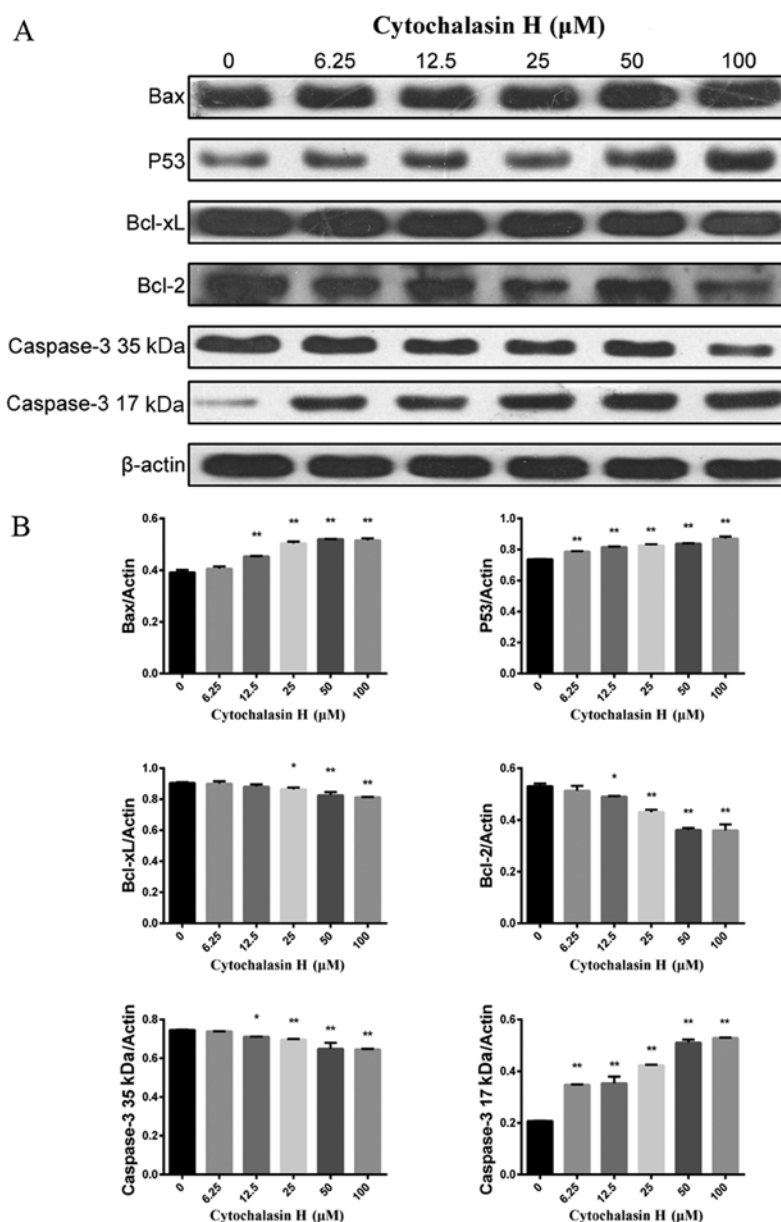 A
Cytochalasin H (μM)
0 6.25 12.5 25 50 100
Bax
P53
Bcl-xL
Bcl-2
Caspase-3 35 kDa
Caspase-3 17 kDa
β-actin
B
Bax/Actin
0.6
0.4
0.2
0.0
** ** ** **
0 6.25 12.5 25 50 100
Cytochalasin H (μM)
P53/Actin
1.0
0.8
0.6
0.4
0.2
0.0
** ** ** ** **
0 6.25 12.5 25 50 100
Cytochalasin H (μM)
Bcl-xL/Actin
1.0
0.8
0.6
0.4
0.2
0.0
* ** **
0 6.25 12.5 25 50 100
Cytochalasin H (μM)
Bcl-2/Actin
0.6
0.4
0.2
0.0
* ** ** **
0 6.25 12.5 25 50 100
Cytochalasin H (μM)
Caspase-3 35 kDa/Actin
0.8
0.6
0.4
0.2
0.0
* ** ** **
0 6.25 12.5 25 50 100
Cytochalasin H (μM)
Caspase-3 17 kDa/Actin
0.6
0.4
0.2
0.0
** ** ** ** **
0 6.25 12.5 25 50 100
Cytochalasin H (μM)